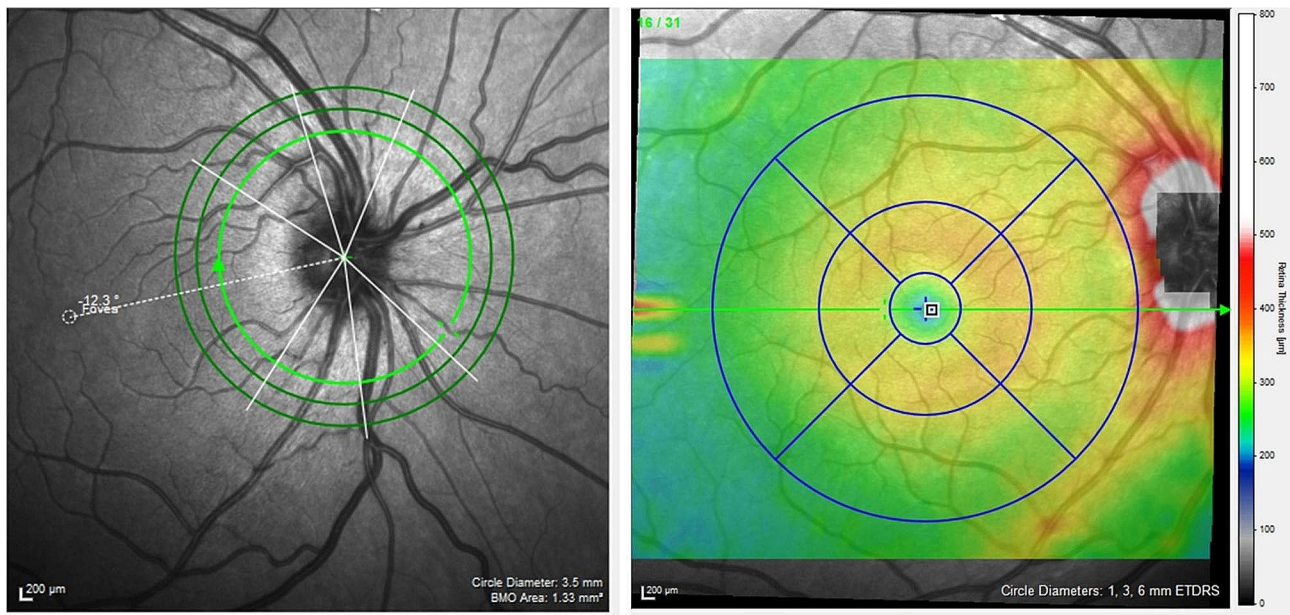 -12.3 °
Fovea
200 µm
Circle Diameter: 3.5 mm
BMO Area: 1.33 mm²
16 / 31
200 µm
Circle Diameters: 1, 3, 6 mm ETDRS
800
700
600
500
400
300
200
100
0
Retina Thickness [µm]